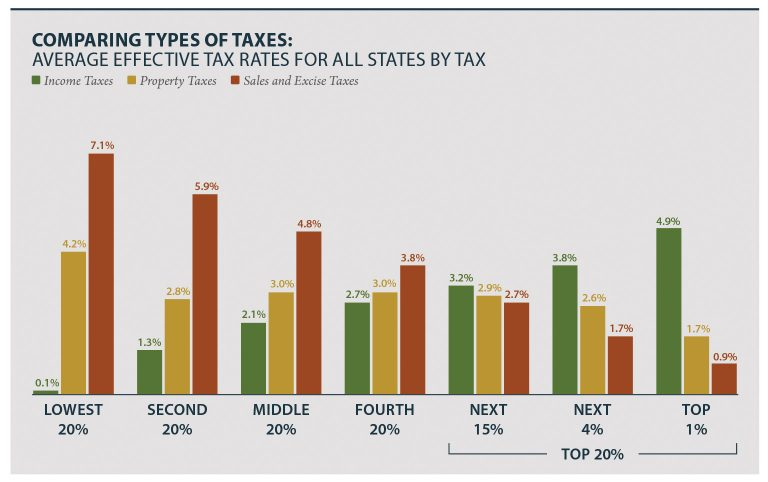 COMPARING TYPES OF TAXES:
AVERAGE EFFECTIVE TAX RATES FOR ALL STATES BY TAX
Income Taxes Property Taxes Sales and Excise Taxes
0.1% 4.2% 7.1%
1.3% 2.8% 5.9%
2.1% 3.0% 4.8%
2.7% 3.0% 3.8%
3.2% 2.9% 2.7%
3.8% 2.6% 1.7%
4.9% 1.7% 0.9%
LOWEST
20%
SECOND
20%
MIDDLE
20%
FOURTH
20%
NEXT
15%
NEXT
4%
TOP
1%
TOP 20%